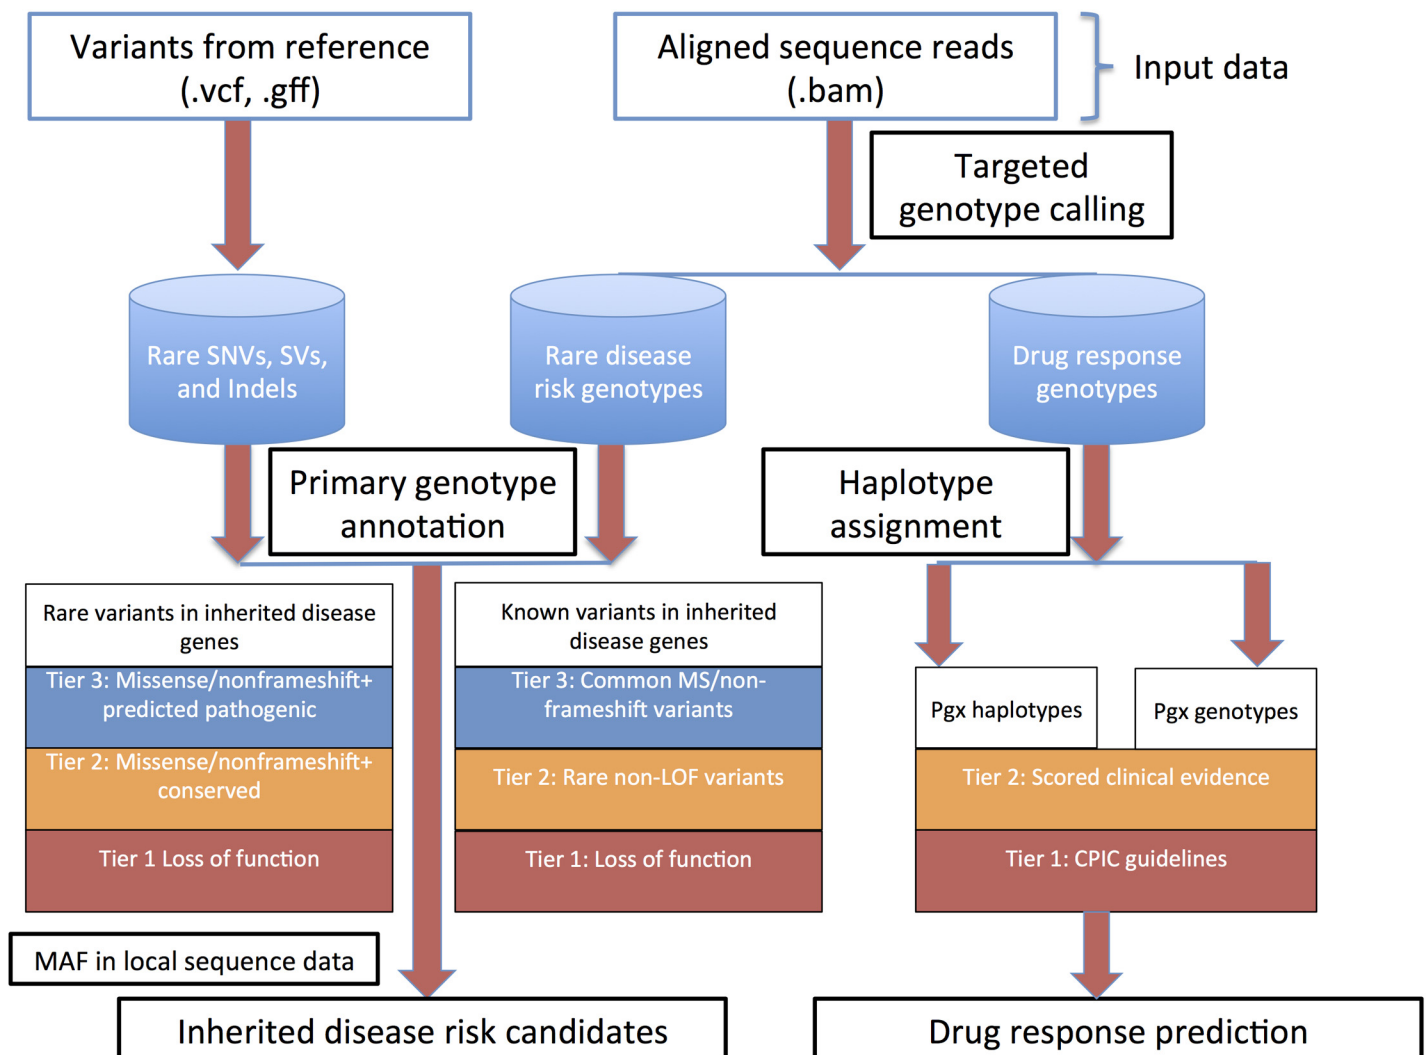 Variants from reference
(.vcf, .gff)
Aligned sequence reads
(.bam)
Input data
Targeted
genotype calling
Rare SNVs, SVs,
and Indels
Rare disease
risk genotypes
Drug response
genotypes
Primary genotype
annotation
Haplotype
assignment
Rare variants in inherited disease
genes
Tier 3: Missense/nonframeshift+
predicted pathogenic
Tier 2: Missense/nonframeshift+
conserved
Tier 1 Loss of function
Known variants in inherited
disease genes
Tier 3: Common MS/non-
frameshift variants
Tier 2: Rare non-LOF variants
Tier 1: Loss of function
Pgx haplotypes
Pgx genotypes
Tier 2: Scored clinical evidence
Tier 1: CPIC guidelines
MAF in local sequence data
Inherited disease risk candidates
Drug response prediction